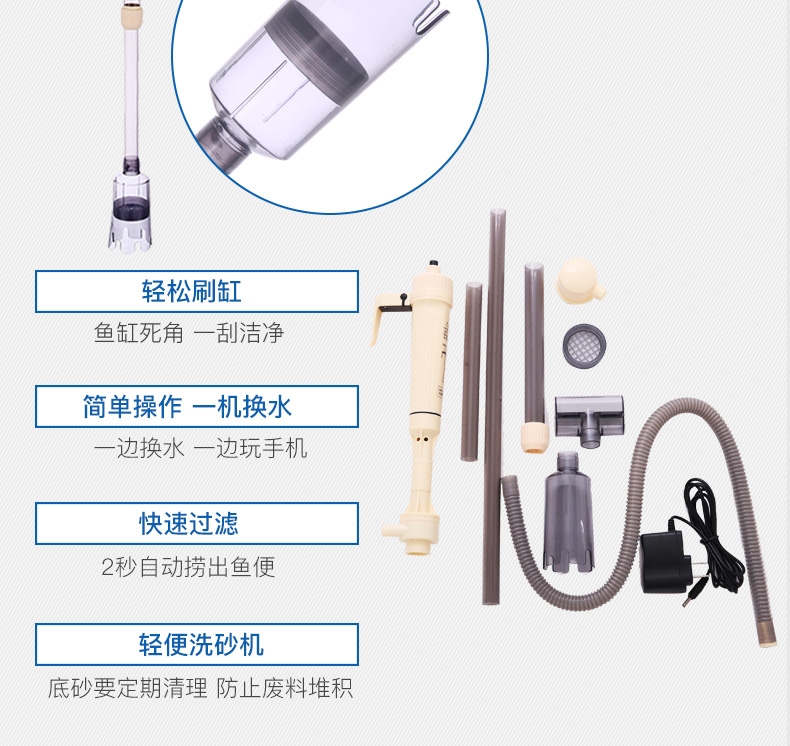 轻松刷缸
鱼缸死角 一刮洁净
简单操作 一机换水
一边换水 一边玩手机
快速过滤
2秒自动捞出鱼便
轻便洗砂机
底砂要定期清理 防止废料堆积